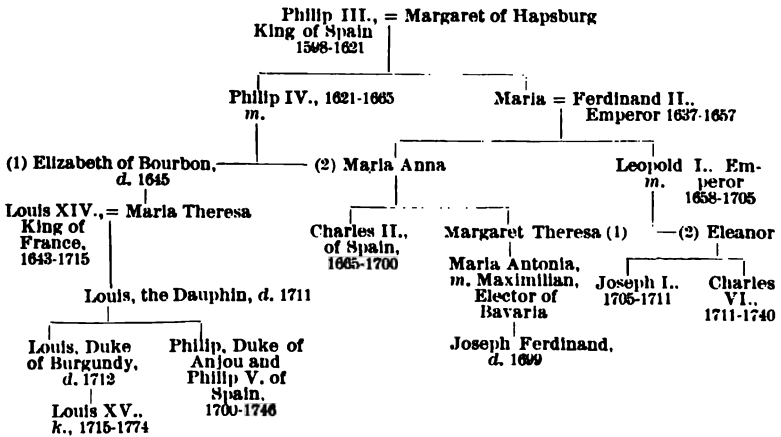 Philip III., = Margaret of Hapsburg
King of Spain
1598-1621
Philip IV., 1621-1665
m.
Maria = Ferdinand II.,
Emperor 1637-1657
(1) Elizabeth of Bourbon,
d. 1645
(2) Maria Anna
Leopold I.. Em-
m. peror
1658-1705
Louis XIV., = Maria Theresa
King of
France,
1643-1715
Charles II.,
of Spain,
1665-1700
Margaret Theresa (1) — (2) Eleanor
Maria Antonia,
m. Maximilian,
Elector of
Bavaria
Joseph I..
1705-1711
Charles
VI..
1711-1740
Louis, the Dauphin, d. 1711
Louis, Duke
of Burgundy,
d. 1712
Philip, Duke of
Anjou and
Philip V. of
Spain,
1700-1746
Joseph Ferdinand,
d. 1699
Louis XV..
k., 1715-1774